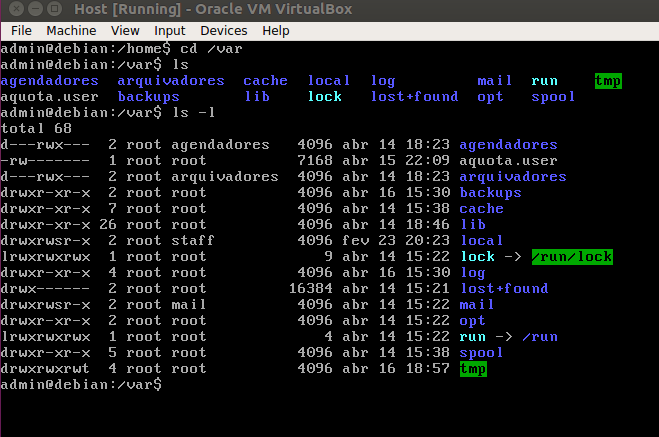 Host [Running] - Oracle VM VirtualBox
File Machine View Input Devices Help
admin@debian:/home$ cd /var
admin@debian:/var$ ls
agendadores arquivadores cache local log mail run tmp
aquota.user backups lib lock lost+found opt spool
admin@debian:/var$ ls -l
total 68
d---rwx--- 2 root agendadores 4096 abr 14 18:23 agendadores
-rw------- 1 root root 7168 abr 15 22:09 aquota.user
d---rwx--- 2 root arquivadores 4096 abr 14 18:23 arquivadores
drwxr-xr-x 2 root root 4096 abr 16 15:30 backups
drwxr-xr-x 7 root root 4096 abr 14 15:38 cache
drwxr-xr-x 26 root root 4096 abr 14 18:46 lib
drwxrwsr-x 2 root staff 4096 fev 23 20:23 local
lrwxrwxrwx 1 root root 9 abr 14 15:22 lock -> /run/lock
drwxr-xr-x 4 root root 4096 abr 16 15:30 log
drwx------ 2 root root 16384 abr 14 15:21 lost+found
drwxrwsr-x 2 root mail 4096 abr 14 15:22 mail
drwxr-xr-x 2 root root 4096 abr 14 15:22 opt
lrwxrwxrwx 1 root root 4 abr 14 15:22 run -> /run
drwxr-xr-x 5 root root 4096 abr 14 15:38 spool
drwxrwxrwt 4 root root 4096 abr 16 18:57 tmp
admin@debian:/var$